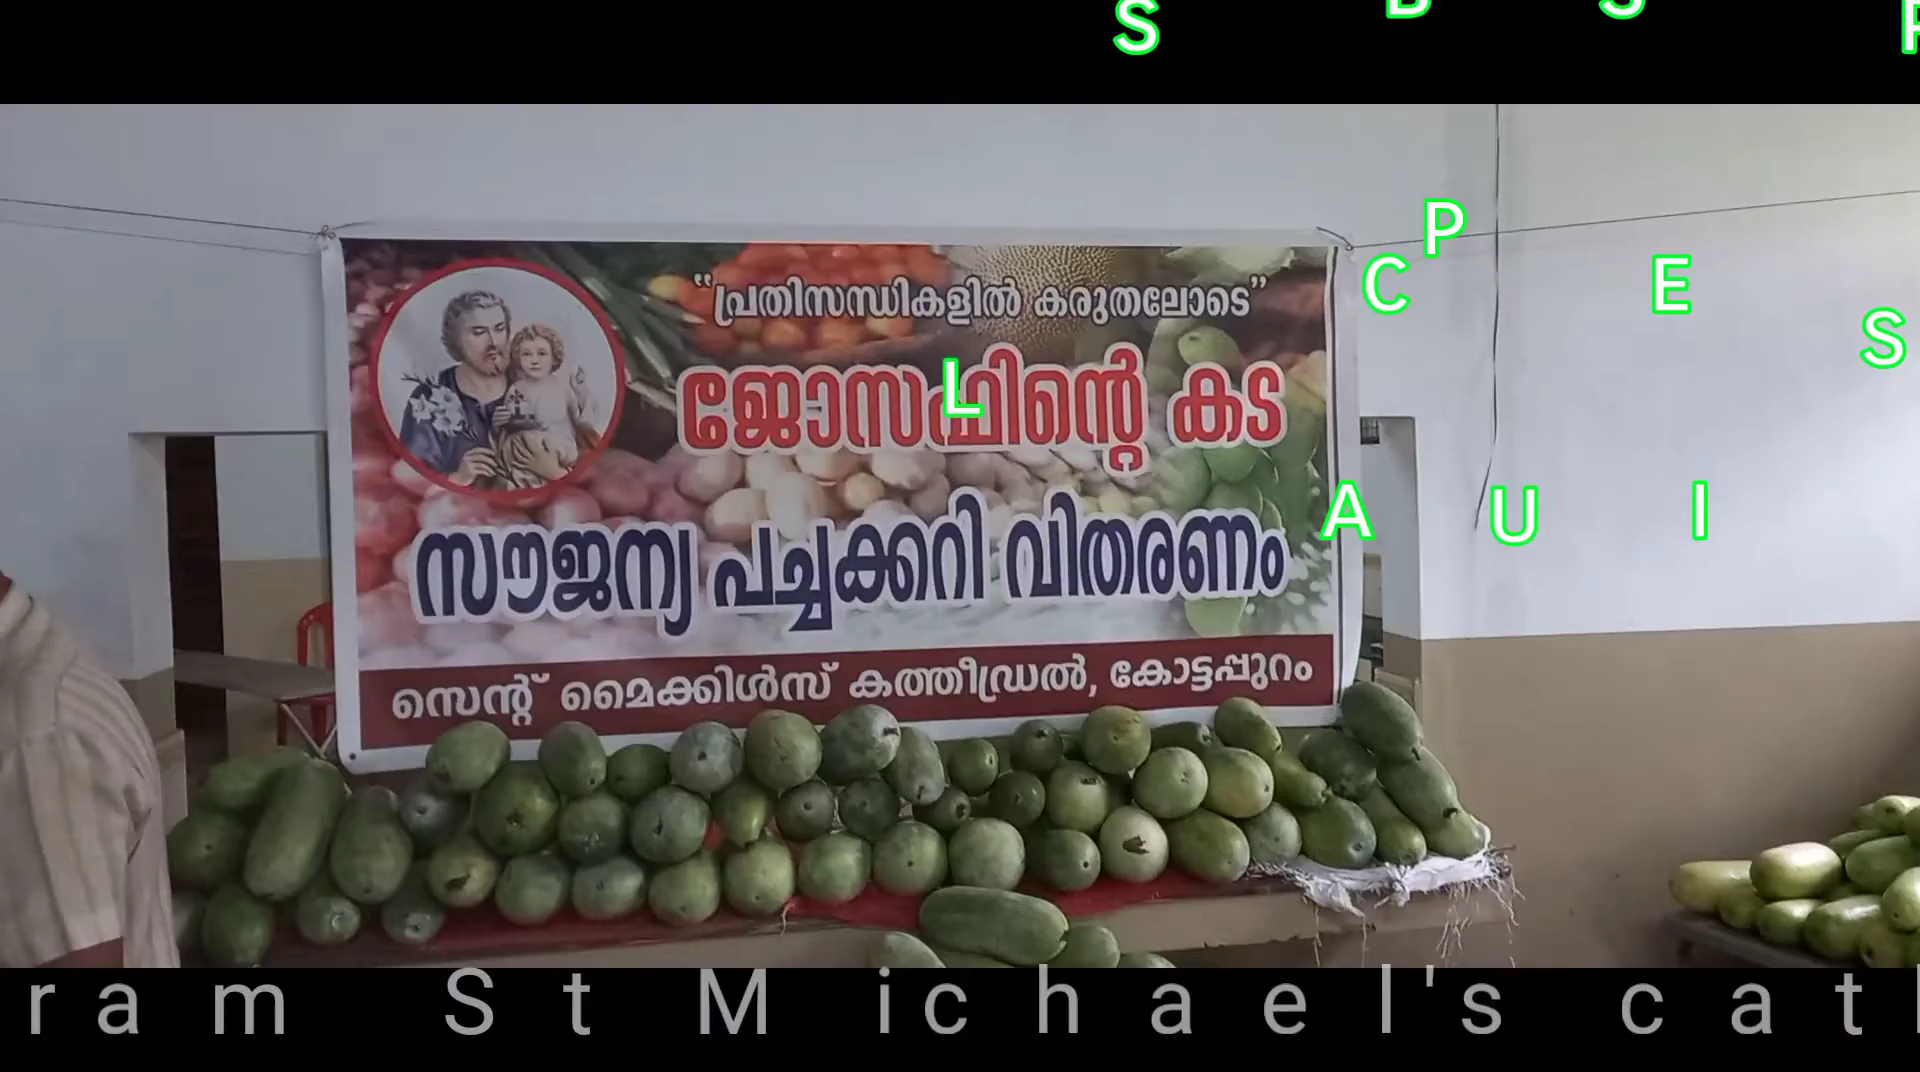 “പ്രതിസന്ധികളിൽ കരുതലോടെ”
ജോസഫിന്റെ കട
സൗജന്യ പച്ചക്കറി വിതരണം
സെന്റ് മൈക്കിൾസ് കത്തീഡ്രൽ, കോട്ടപ്പുറം
S B S
P
C E
S
L
A U I
ram St Michael's cat